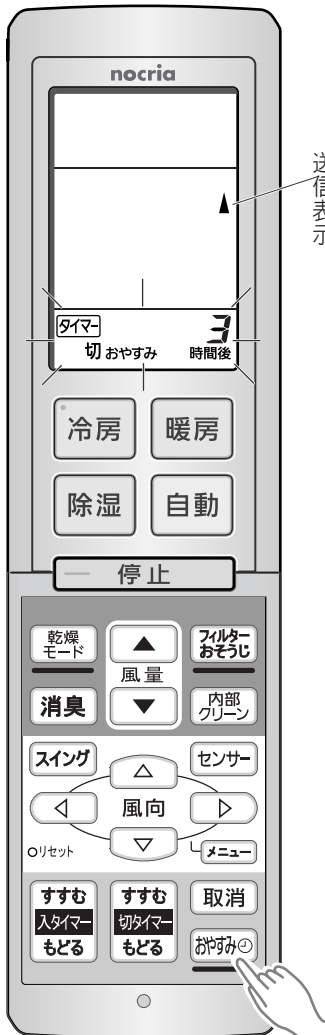 nocria
送信表示
タイマー
3
切 おやすみ 時間後
冷房 暖房
除湿 自動
停止
乾燥
モード
フィルター
おそうじ
風量
消臭
内部
クリーン
スイング
センサー
風向
リセット
メニュー
すすむ すすむ 取消
入タイマー 切タイマー
もどる もどる おやすみ